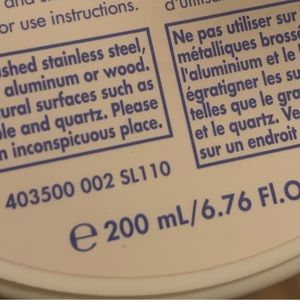 or use instructions.
shed stainless steel,
aluminum or wood.
ural surfaces such as
ble and quartz. Please
n inconspicuous place.
Ne pas utiliser sur
métalliques brossé
l'aluminium et le
égratigner les sur
telles que le gra
et le quartz. Ve
sur un endroit
403500 002 SL110
℮ 200 mL/6.76 Fl.O